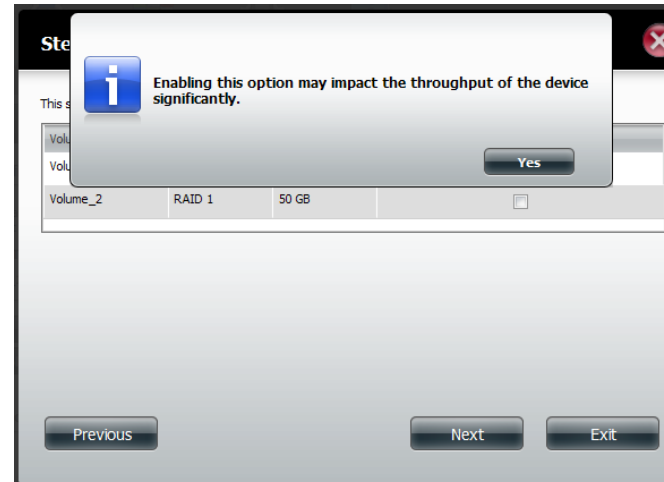 Ste
Enabling this option may impact the throughput of the device
significantly.
This s
Volu
Yes
Volu
Volume_2 RAID 1 50 GB
Previous Next Exit